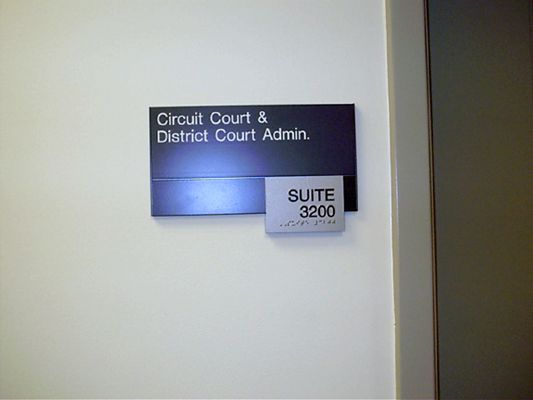 Circuit Court &
District Court Admin.
SUITE
3200